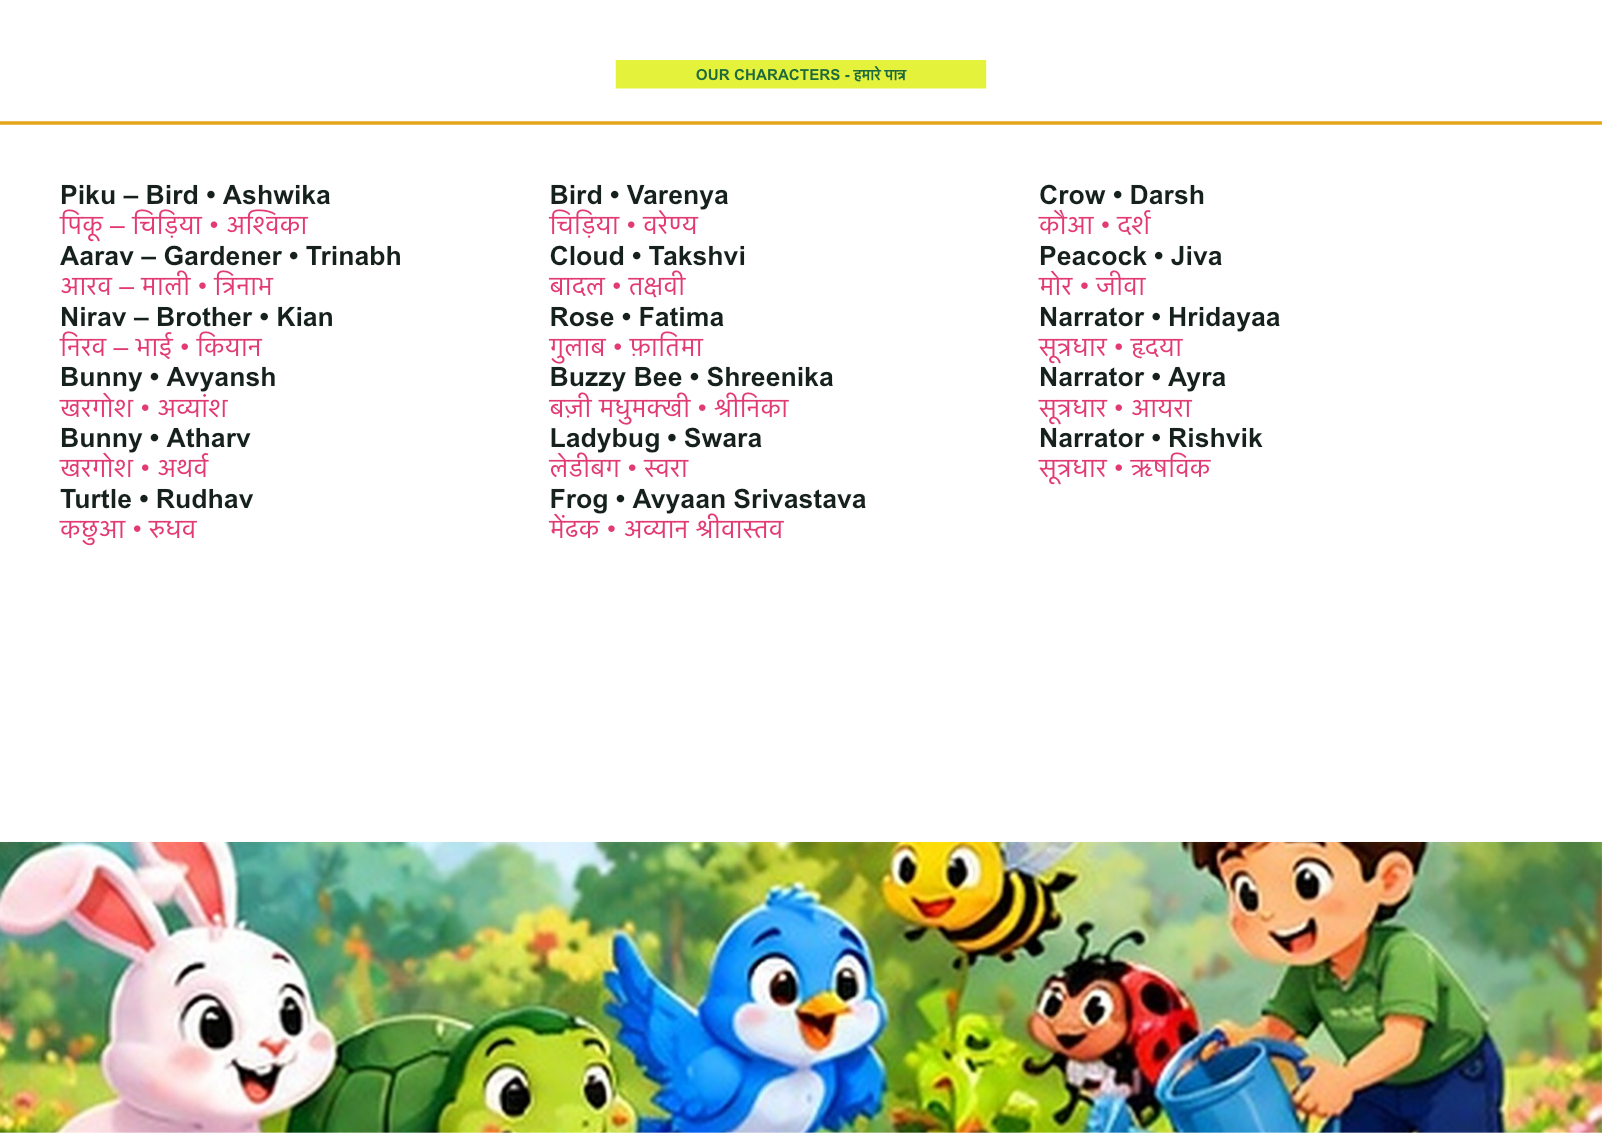 OUR CHARACTERS - हमारे पात्र
Piku – Bird • Ashwika
पिकू – चिड़िया • अश्विका
Aarav – Gardener • Trinabh
आरव – माली • त्रिनाभ
Nirav – Brother • Kian
निरव – भाई • कियान
Bunny • Avyansh
खरगोश • अव्यांश
Bunny • Atharv
खरगोश • अथर्व
Turtle • Rudhav
कछुआ • रुधव
Bird • Varenya
चिड़िया • वरेण्य
Cloud • Takshvi
बादल • तक्षवी
Rose • Fatima
गुलाब • फ़ातिमा
Buzzy Bee • Shreenika
बज़ी मधुमक्खी • श्रीनिका
Ladybug • Swara
लेडीबग • स्वरा
Frog • Avyaan Srivastava
मेंढक • अव्यान श्रीवास्तव
Crow • Darsh
कौआ • दर्श
Peacock • Jiva
मोर • जीवा
Narrator • Hridayaa
सूत्रधार • हृदया
Narrator • Ayra
सूत्रधार • आयरा
Narrator • Rishvik
सूत्रधार • ऋषविक